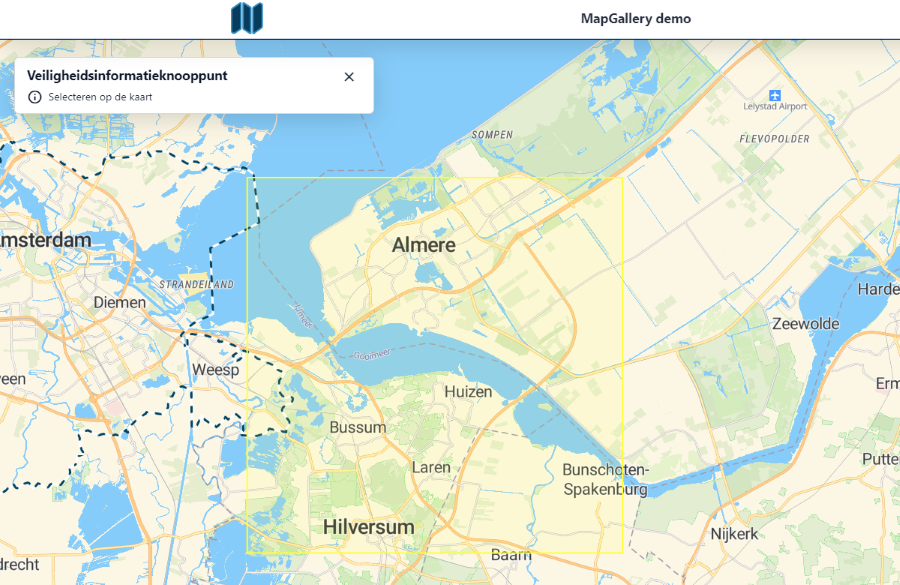 MapGallery demo
Veiligheidsinformatieknooppunt
Selecteren op de kaart
Lelystad Airport
SOMPEN
FLEVOPOLDER
msterdam
Almere
STRANDEILAND
Diemen
Harde
IJmeer
Zeewolde
Gooimeer
Weesp
een
Huizen
Erm
Bussum
Laren
Putte
Bunschoten-
Spakenburg
Hilversum
Nijkerk
Baarn
drecht